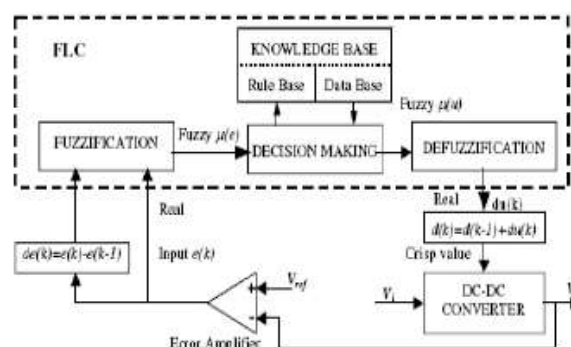 FLC
KNOWLEDGE BASE
Rule Base
Data Base
Fuzzy μ(u)
FUZZIFICATION
Fuzzy μ(e)
DECISION MAKING
DEFUZZIFICATION
Real
Real
du(k)
d(k)=d(k-1)+du(k)
de(k)=e(k)-e(k-1)
Input e(k)
Crisp value
Vref
+
-
Vi
DC-DC
CONVERTER
V
Error Amplifier